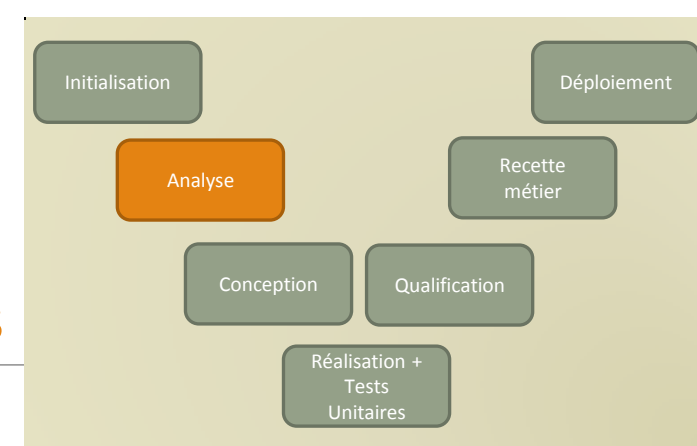 Initialisation
Déploiement
Analyse
Recette
métier
Conception
Qualification
Réalisation +
Tests
Unitaires